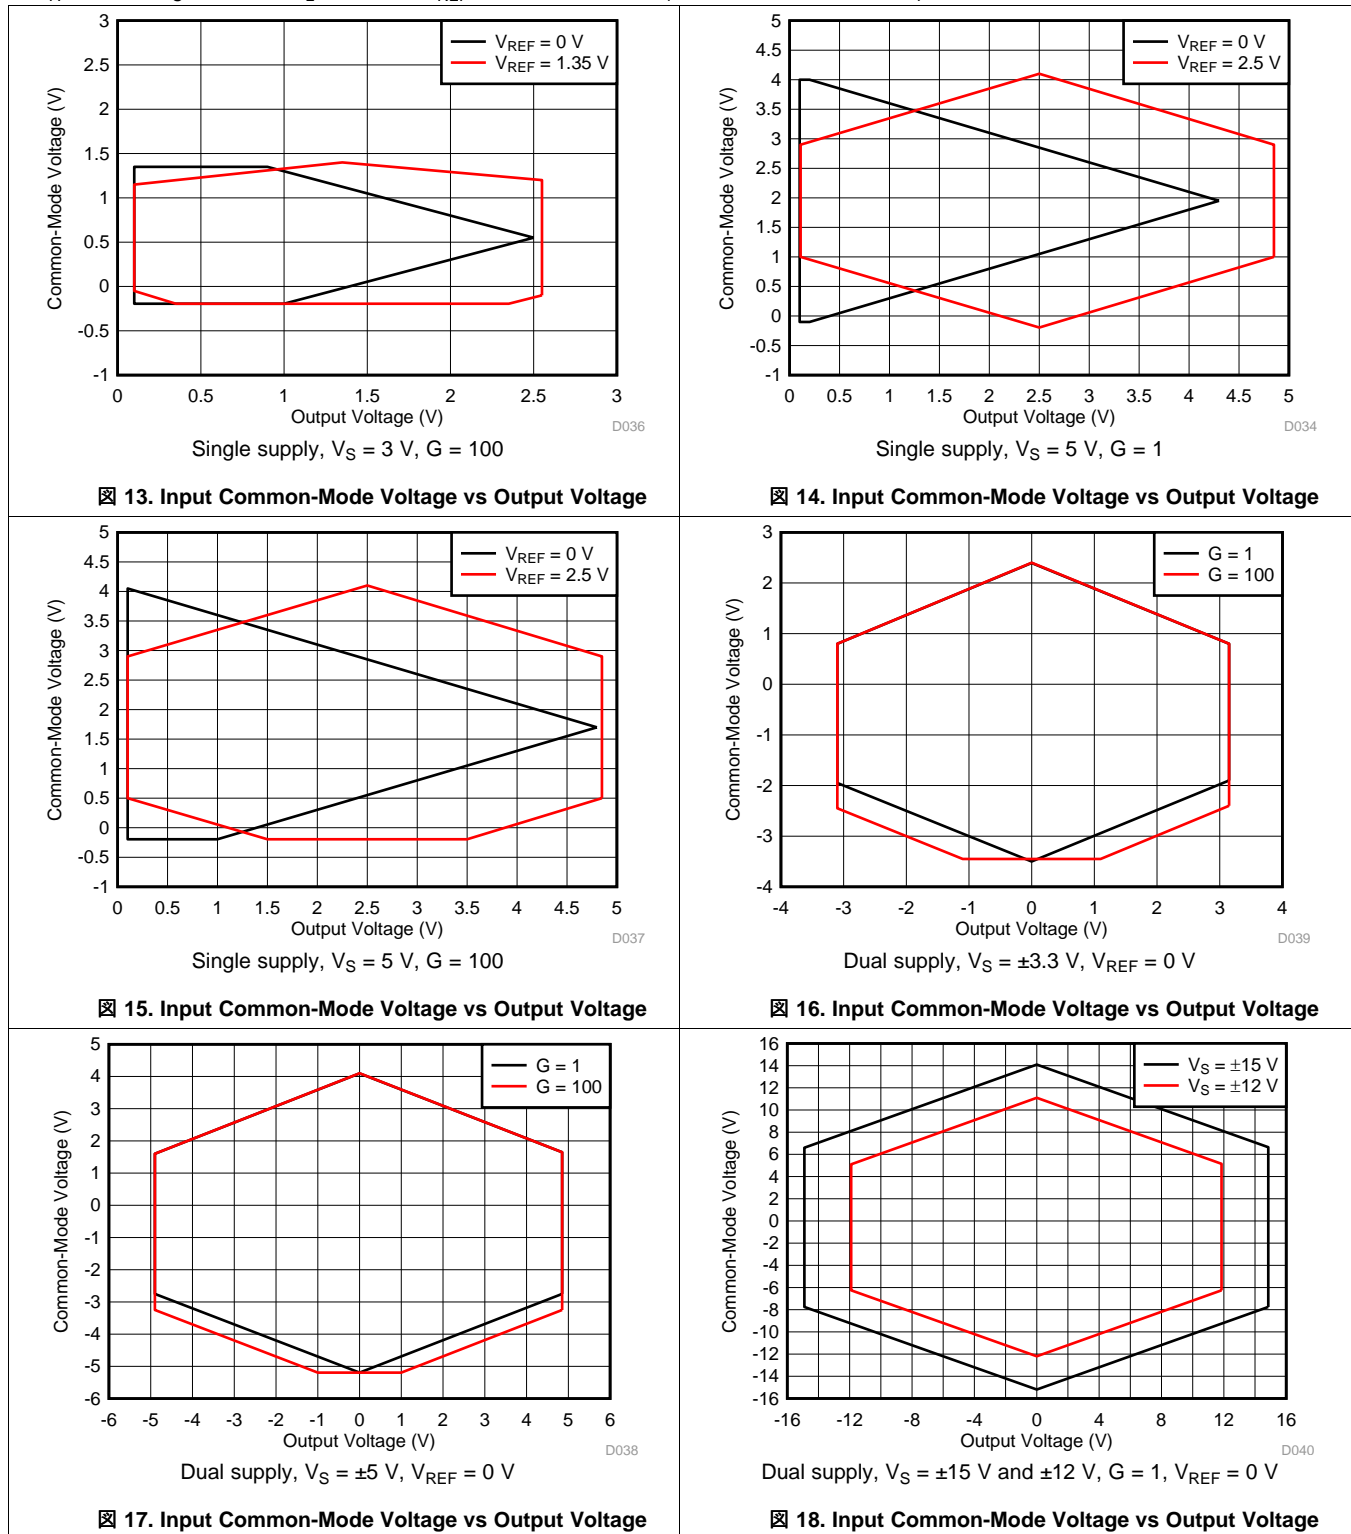 3
2.5
2
1.5
1
0.5
0
-0.5
-1
0 0.5 1 1.5 2 2.5 3
Common-Mode Voltage (V)
Output Voltage (V)
VREF = 0 V
VREF = 1.35 V
D036
Single supply, VS = 3 V, G = 100
図 13. Input Common-Mode Voltage vs Output Voltage
5
4.5
4
3.5
3
2.5
2
1.5
1
0.5
0
-0.5
-1
0 0.5 1 1.5 2 2.5 3 3.5 4 4.5 5
Common-Mode Voltage (V)
Output Voltage (V)
VREF = 0 V
VREF = 2.5 V
D034
Single supply, VS = 5 V, G = 1
図 14. Input Common-Mode Voltage vs Output Voltage
5
4.5
4
3.5
3
2.5
2
1.5
1
0.5
0
-0.5
-1
0 0.5 1 1.5 2 2.5 3 3.5 4 4.5 5
Common-Mode Voltage (V)
Output Voltage (V)
VREF = 0 V
VREF = 2.5 V
D037
Single supply, VS = 5 V, G = 100
図 15. Input Common-Mode Voltage vs Output Voltage
3
2
1
0
-1
-2
-3
-4
-4 -3 -2 -1 0 1 2 3 4
Common-Mode Voltage (V)
Output Voltage (V)
G = 1
G = 100
D039
Dual supply, VS = ±3.3 V, VREF = 0 V
図 16. Input Common-Mode Voltage vs Output Voltage
5
4
3
2
1
0
-1
-2
-3
-4
-5
-6
-6 -5 -4 -3 -2 -1 0 1 2 3 4 5 6
Common-Mode Voltage (V)
Output Voltage (V)
G = 1
G = 100
D038
Dual supply, VS = ±5 V, VREF = 0 V
図 17. Input Common-Mode Voltage vs Output Voltage
16
14
12
10
8
6
4
2
0
-2
-4
-6
-8
-10
-12
-14
-16
-16 -12 -8 -4 0 4 8 12 16
Common-Mode Voltage (V)
Output Voltage (V)
VS = ±15 V
VS = ±12 V
D040
Dual supply, VS = ±15 V and ±12 V, G = 1, VREF = 0 V
図 18. Input Common-Mode Voltage vs Output Voltage